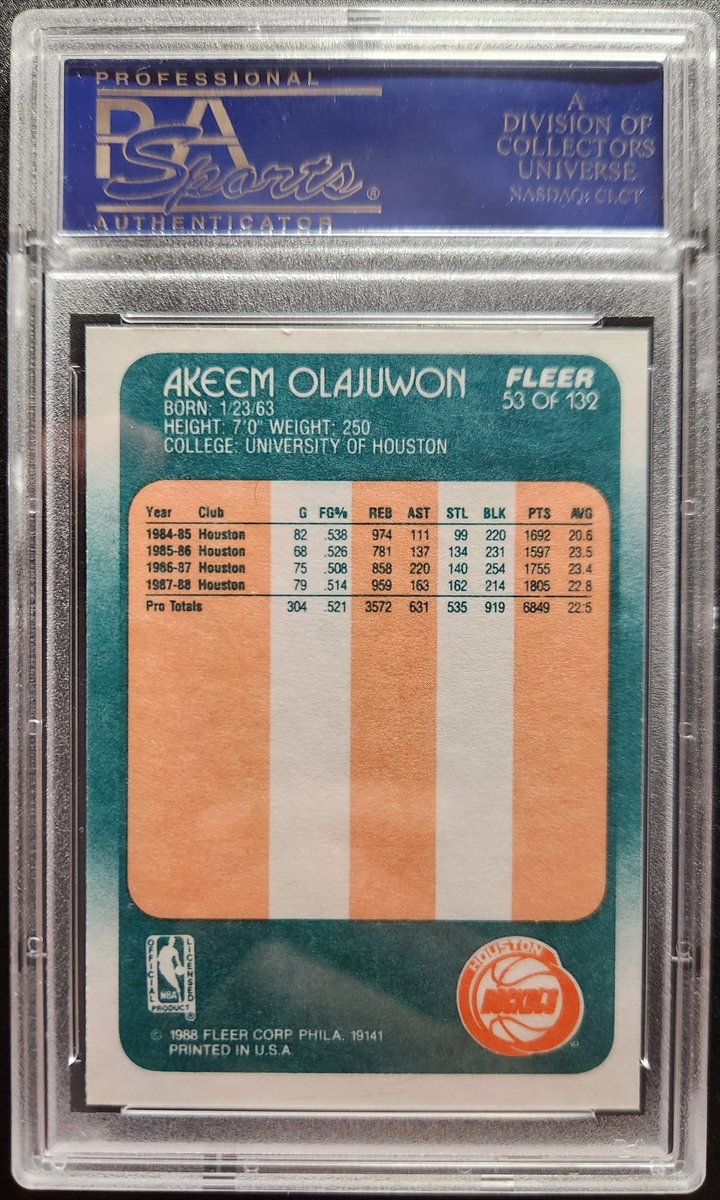 PROFESSIONAL
PSA
Sports®
AUTHENTICATOR
A
DIVISION OF
COLLECTORS
UNIVERSE
NASDAQ: CLCT
AKEEM OLAJUWON
FLEER
53 OF 132
BORN: 1/23/63
HEIGHT: 7'0" WEIGHT: 250
COLLEGE: UNIVERSITY OF HOUSTON
Year Club G FG% REB AST STL BLK PTS AVG
1984-85 Houston 82 .538 974 111 99 220 1692 20.6
1985-86 Houston 68 .526 781 137 134 231 1597 23.5
1986-87 Houston 75 .508 858 220 140 254 1755 23.4
1987-88 Houston 79 .514 959 163 162 214 1805 22.8
Pro Totals 304 .521 3572 631 535 919 6849 22.5
OFFICIAL LICENSED
NBA
PRODUCT ®
HOUSTON
ROCKETS
© 1988 FLEER CORP. PHILA. 19141
PRINTED IN U.S.A.